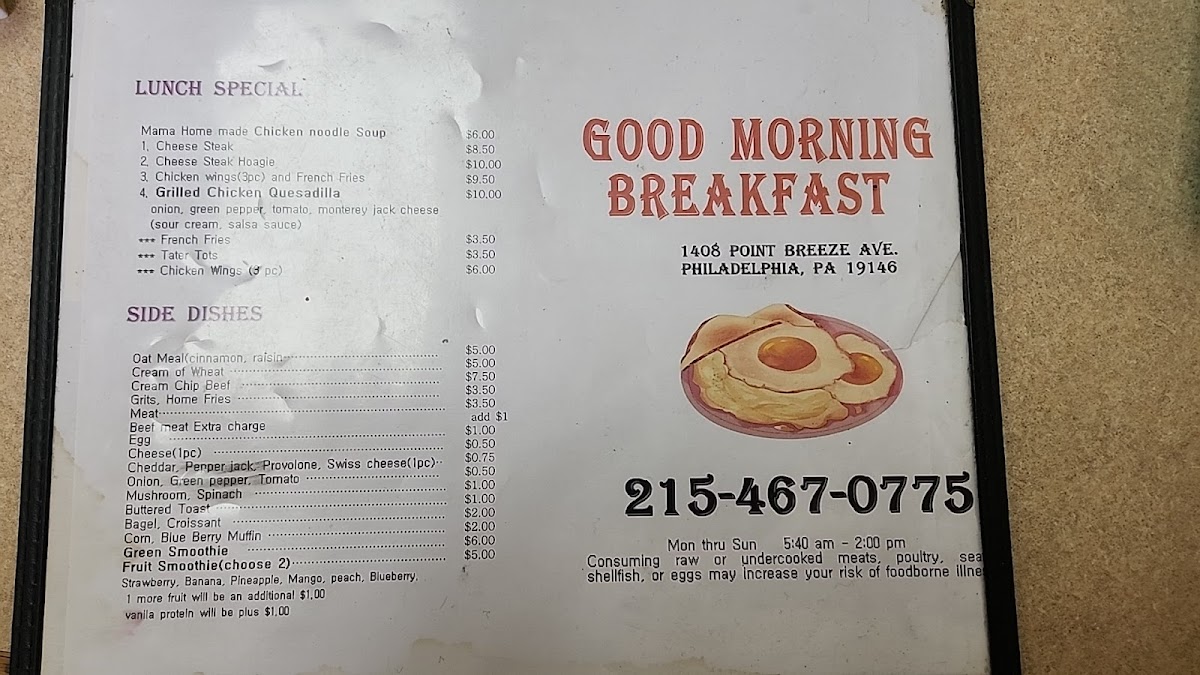 LUNCH SPECIAL
Mama Home made Chicken noodle Soup $6.00
1. Cheese Steak $8.50
2. Cheese Steak Hoagie $10.00
3. Chicken wings(3pc) and French Fries $9.50
4. Grilled Chicken Quesadilla $10.00
onion, green pepper, tomato, monterey jack cheese
(sour cream, salsa sauce)
*** French Fries $3.50
*** Tater Tots $3.50
*** Chicken Wings (3 pc) $6.00
SIDE DISHES
Oat Meal(cinnamon, raisin $5.00
Cream of Wheat $5.00
Cream Chip Beef $7.50
Grits, Home Fries $3.50
Meat $3.50
Beef meat Extra charge add $1
Egg $1.00
Cheese(1pc) $0.50
Cheddar, Penper jack, Provolone, Swiss cheese(1pc) $0.75
Onion, Green pepper, Tomato $0.50
Mushroom, Spinach $1.00
Buttered Toast $1.00
Bagel, Croissant $2.00
Corn, Blue Berry Muffin $2.00
Green Smoothie $6.00
Fruit Smoothie(choose 2) $5.00
Strawberry, Banana, Pineapple, Mango, peach, Blueberry,
1 more fruit will be an additional $1.00
vanila protein will be plus $1.00
GOOD MORNING
BREAKFAST
1408 POINT BREEZE AVE.
PHILADELPHIA, PA 19146
215-467-0775
Mon thru Sun 5:40 am - 2:00 pm
Consuming raw or undercooked meats, poultry, sea
shellfish, or eggs may increase your risk of foodborne illne